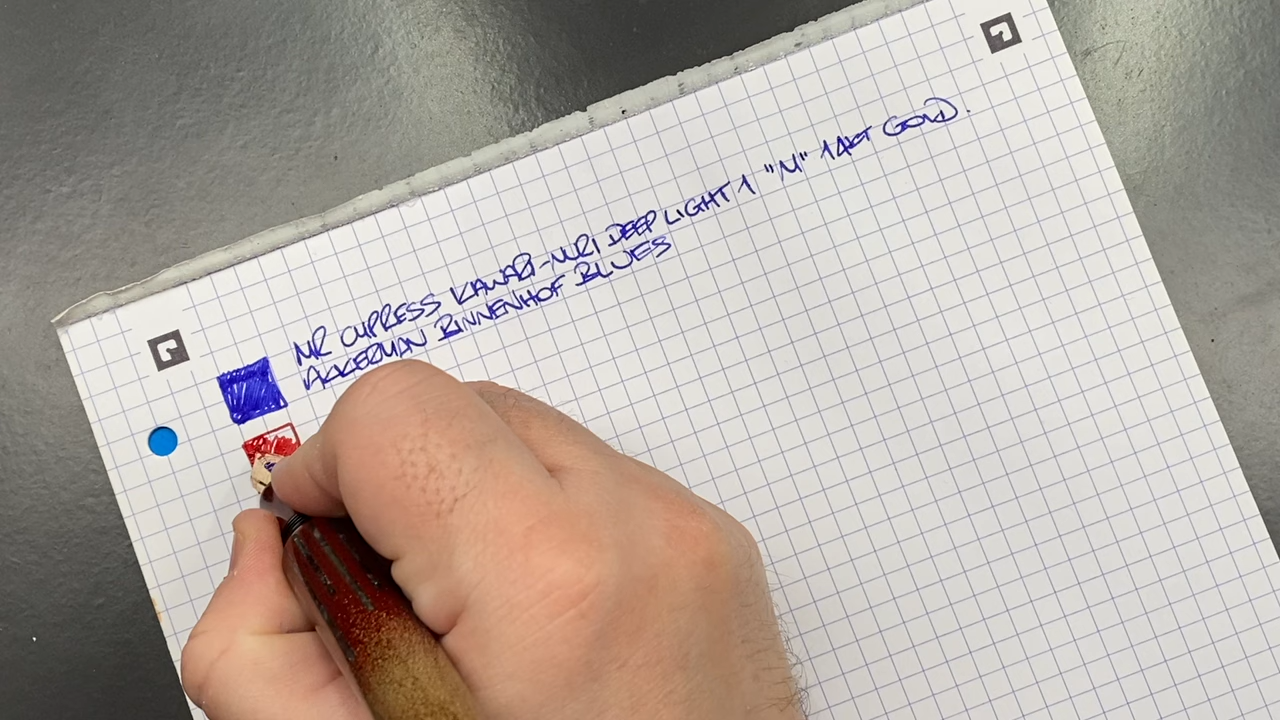 MR CYPRESS KAWARI-NURI DEEP LIGHT 1 "M" 14KT GOLD.
AKKERMAN BINNENHOF BLUES